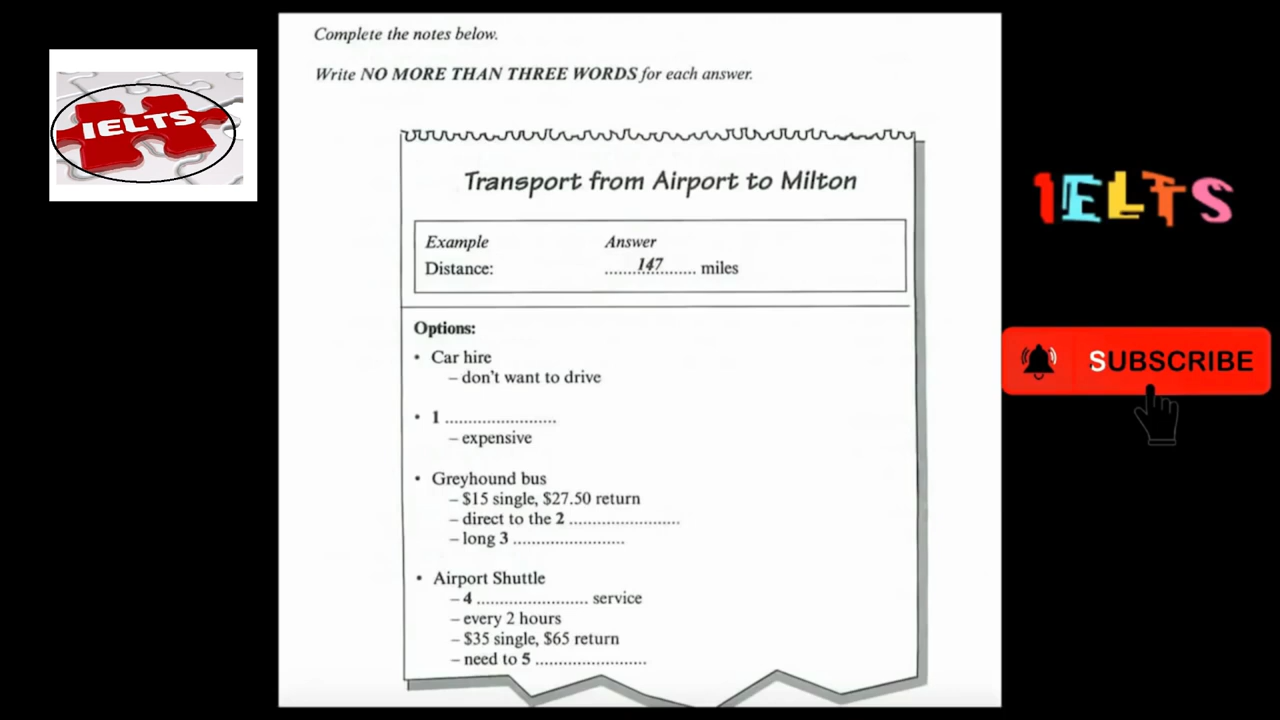 Complete the notes below.
Write NO MORE THAN THREE WORDS for each answer.
IELTS
Transport from Airport to Milton
IELTS
Example Answer
Distance: ........147........ miles
Options:
• Car hire
– don't want to drive
SUBSCRIBE
• 1 ........................
– expensive
• Greyhound bus
– $15 single, $27.50 return
– direct to the 2 ........................
– long 3 ........................
• Airport Shuttle
– 4 ........................ service
– every 2 hours
– $35 single, $65 return
– need to 5 ........................